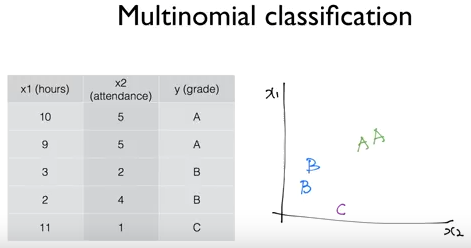 Multinomial classification
x1 (hours) x2 (attendance) y (grade)
10 5 A
9 5 A
3 2 B
2 4 B
11 1 C
x1
A A
B
B
C
x2